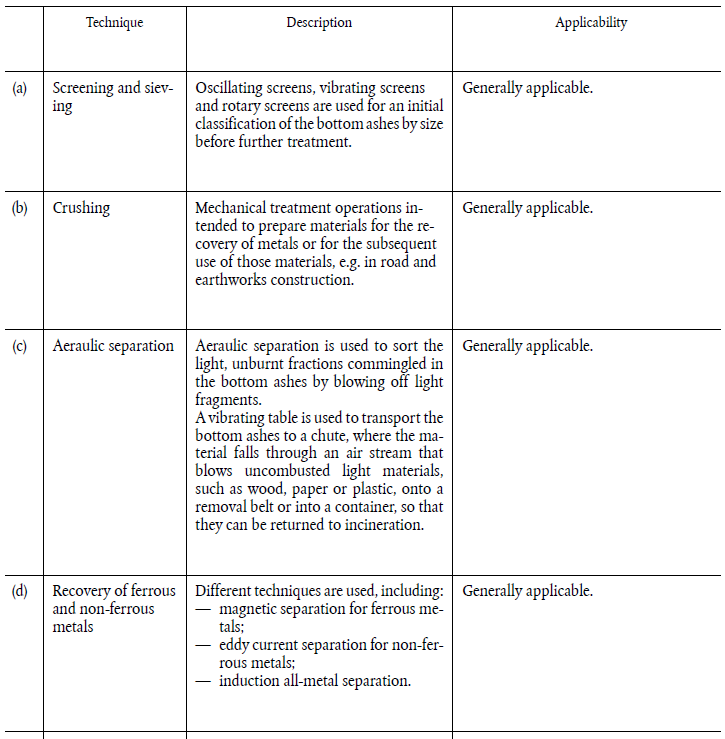 Technique Description Applicability
(a) Screening and siev- Oscillating screens, vibrating screens Generally applicable.
ing and rotary screens are used for an initial
classification of the bottom ashes by size
before further treatment.
(b) Crushing Mechanical treatment operations in- Generally applicable.
tended to prepare materials for the re-
covery of metals or for the subsequent
use of those materials, e.g. in road and
earthworks construction.
(c) Aeraulic separation Aeraulic separation is used to sort the Generally applicable.
light, unburnt fractions commingled in
the bottom ashes by blowing off light
fragments.
A vibrating table is used to transport the
bottom ashes to a chute, where the ma-
terial falls through an air stream that
blows uncombusted light materials,
such as wood, paper or plastic, onto a
removal belt or into a container, so that
they can be returned to incineration.
(d) Recovery of ferrous Different techniques are used, including: Generally applicable.
and non-ferrous — magnetic separation for ferrous me-
metals tals;
— eddy current separation for non-fer-
rous metals;
— induction all-metal separation.